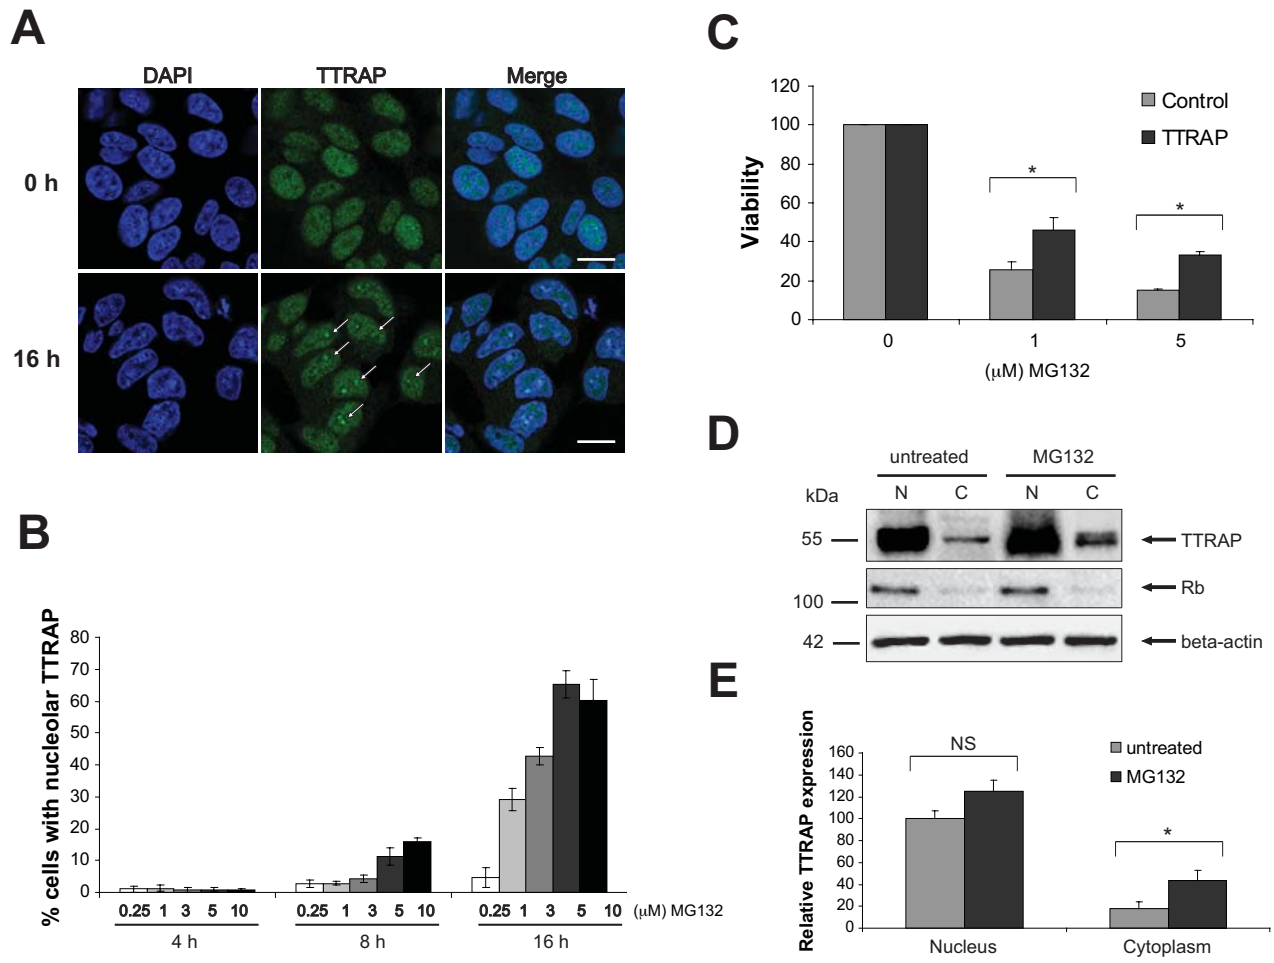 A
DAPI TTRAP Merge
0 h
16 h
B
% cells with nucleolar TTRAP
80
70
60
50
40
30
20
10
0
0.25 1 3 5 10 0.25 1 3 5 10 0.25 1 3 5 10 (μM) MG132
4 h 8 h 16 h
C
Viability
120
100
80
60
40
20
0
Control
TTRAP
*
*
0 1 5
(μM) MG132
D
untreated MG132
kDa N C N C
55 TTRAP
100 Rb
42 beta-actin
E
Relative TTRAP expression
160
140
120
100
80
60
40
20
0
NS
*
untreated
MG132
Nucleus Cytoplasm